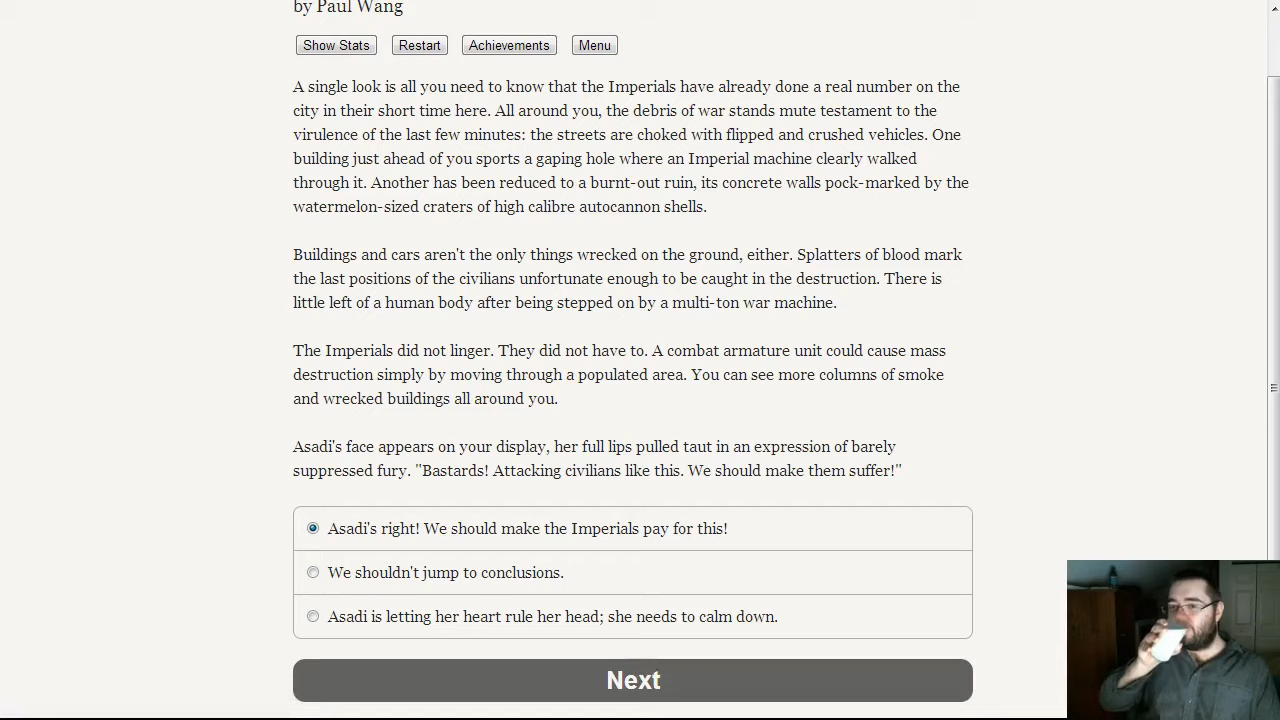 by Paul Wang
Show Stats
Restart
Achievements
Menu
A single look is all you need to know that the Imperials have already done a real number on the
city in their short time here. All around you, the debris of war stands mute testament to the
virulence of the last few minutes: the streets are choked with flipped and crushed vehicles. One
building just ahead of you sports a gaping hole where an Imperial machine clearly walked
through it. Another has been reduced to a burnt-out ruin, its concrete walls pock-marked by the
watermelon-sized craters of high calibre autocannon shells.
Buildings and cars aren't the only things wrecked on the ground, either. Splatters of blood mark
the last positions of the civilians unfortunate enough to be caught in the destruction. There is
little left of a human body after being stepped on by a multi-ton war machine.
The Imperials did not linger. They did not have to. A combat armature unit could cause mass
destruction simply by moving through a populated area. You can see more columns of smoke
and wrecked buildings all around you.
Asadi's face appears on your display, her full lips pulled taut in an expression of barely
suppressed fury. "Bastards! Attacking civilians like this. We should make them suffer!"
Asadi's right! We should make the Imperials pay for this!
We shouldn't jump to conclusions.
Asadi is letting her heart rule her head; she needs to calm down.
Next